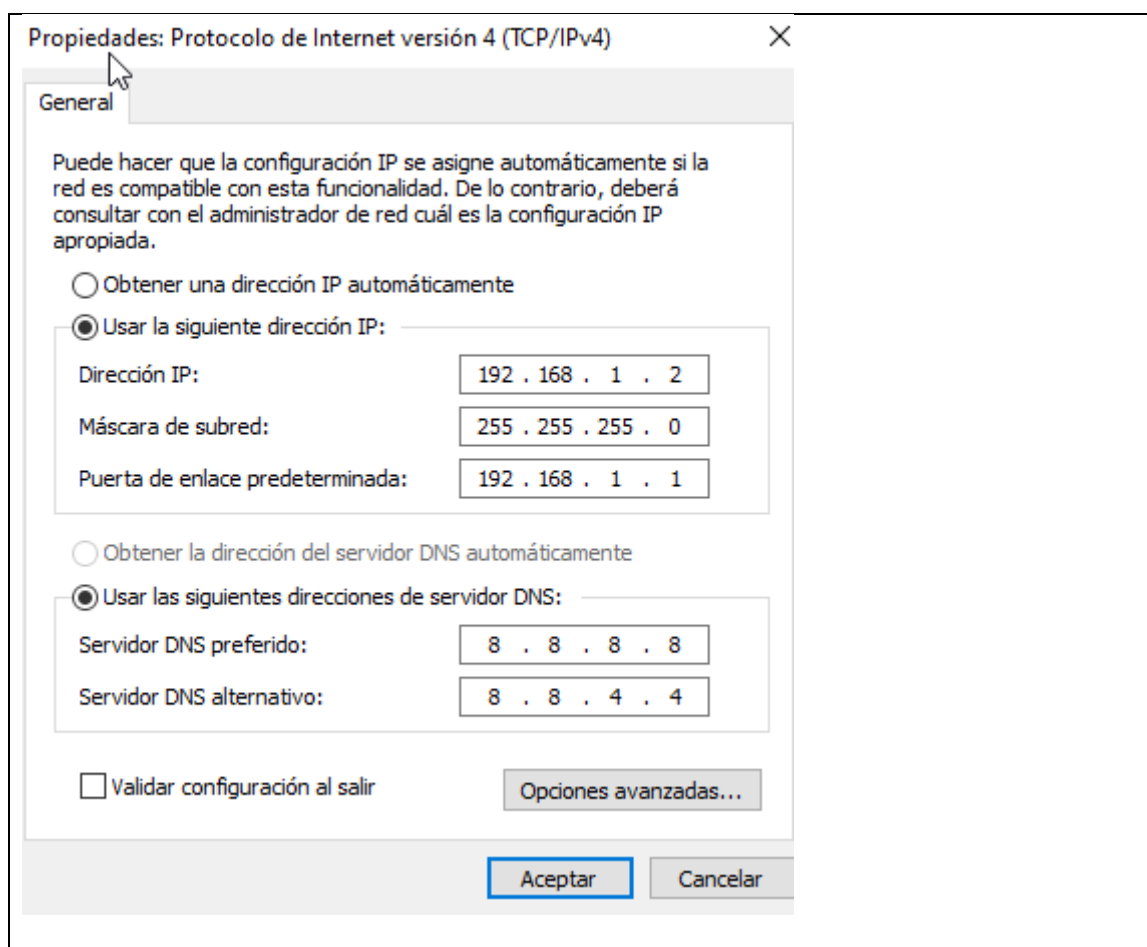 Propiedades: Protocolo de Internet versión 4 (TCP/IPv4)
General
Puede hacer que la configuración IP se asigne automáticamente si la
red es compatible con esta funcionalidad. De lo contrario, deberá
consultar con el administrador de red cuál es la configuración IP
apropiada.
Obtener una dirección IP automáticamente
Usar la siguiente dirección IP:
Dirección IP: 192 . 168 . 1 . 2
Máscara de subred: 255 . 255 . 255 . 0
Puerta de enlace predeterminada: 192 . 168 . 1 . 1
Obtener la dirección del servidor DNS automáticamente
Usar las siguientes direcciones de servidor DNS:
Servidor DNS preferido: 8 . 8 . 8 . 8
Servidor DNS alternativo: 8 . 8 . 4 . 4
Validar configuración al salir Opciones avanzadas...
Aceptar Cancelar